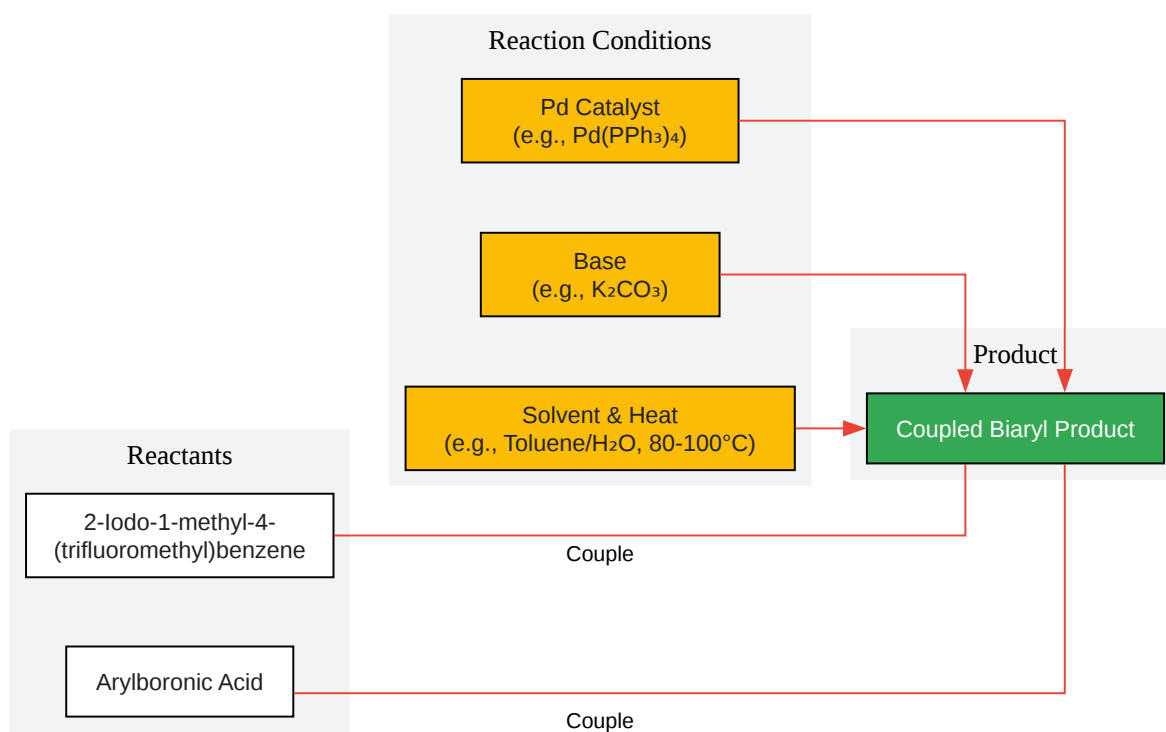 Reaction Conditions
Pd Catalyst
(e.g., Pd(PPh₃)₄)
Base
(e.g., K₂CO₃)
Solvent & Heat
(e.g., Toluene/H₂O, 80-100°C)
Product
Coupled Biaryl Product
Reactants
2-Iodo-1-methyl-4-
(trifluoromethyl)benzene
Couple
Arylboronic Acid
Couple